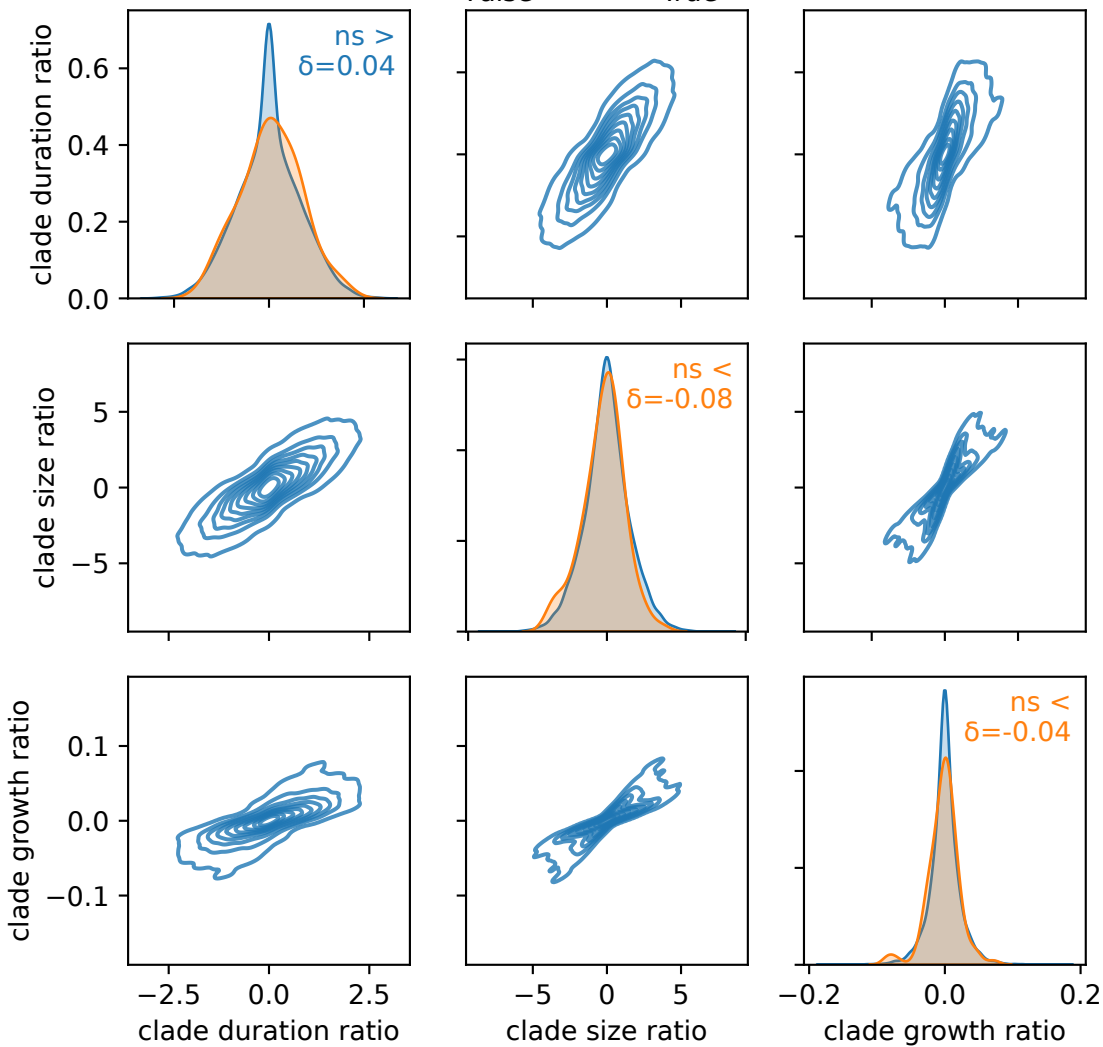 clade duration ratio
0.6
0.4
0.2
0.0
ns >
δ=0.04
clade size ratio
5
0
−5
ns <
δ=-0.08
clade growth ratio
0.1
0.0
−0.1
ns <
δ=-0.04
−2.5 0.0 2.5
clade duration ratio
−5 0 5
clade size ratio
−0.2 0.0 0.2
clade growth ratio